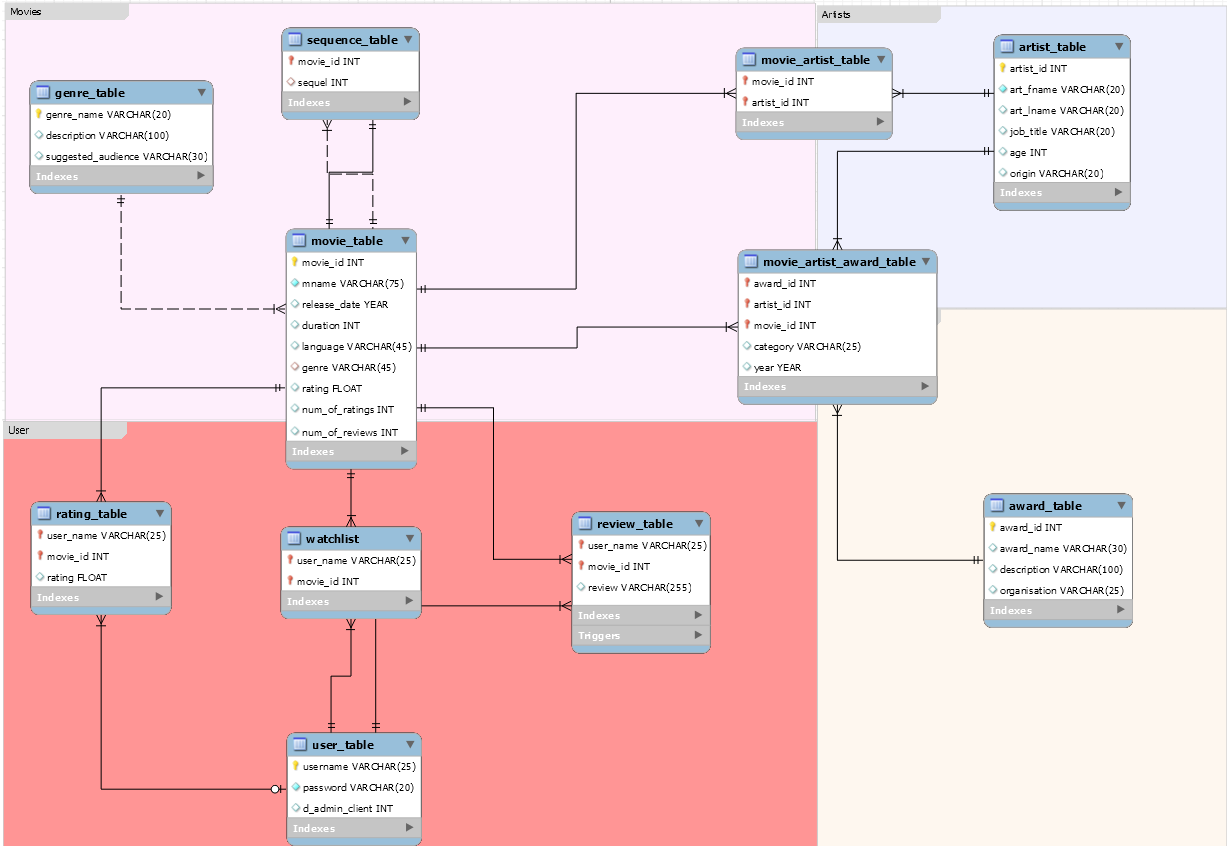 Movies
Artists
sequence_table
movie_id INT
sequel INT
Indexes
genre_table
genre_name VARCHAR(20)
description VARCHAR(100)
suggested_audience VARCHAR(30)
Indexes
movie_artist_table
movie_id INT
artist_id INT
Indexes
artist_table
artist_id INT
art_fname VARCHAR(20)
art_lname VARCHAR(20)
job_title VARCHAR(20)
age INT
origin VARCHAR(20)
Indexes
movie_table
movie_id INT
mname VARCHAR(75)
release_date YEAR
duration INT
language VARCHAR(45)
genre VARCHAR(45)
rating FLOAT
num_of_ratings INT
num_of_reviews INT
Indexes
movie_artist_award_table
award_id INT
artist_id INT
movie_id INT
category VARCHAR(25)
year YEAR
Indexes
User
rating_table
user_name VARCHAR(25)
movie_id INT
rating FLOAT
Indexes
watchlist
user_name VARCHAR(25)
movie_id INT
Indexes
review_table
user_name VARCHAR(25)
movie_id INT
review VARCHAR(255)
Indexes
Triggers
award_table
award_id INT
award_name VARCHAR(30)
description VARCHAR(100)
organisation VARCHAR(25)
Indexes
user_table
username VARCHAR(25)
password VARCHAR(20)
d_admin_client INT
Indexes